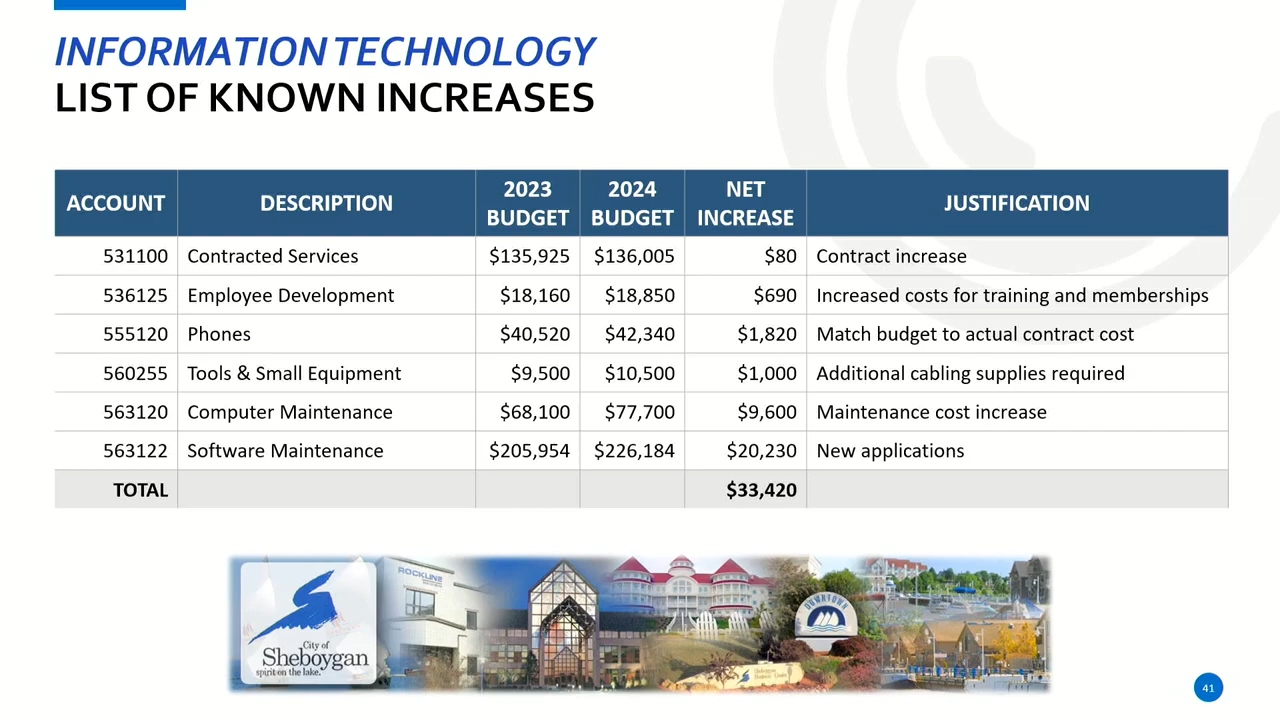 INFORMATION TECHNOLOGY
LIST OF KNOWN INCREASES
ACCOUNT DESCRIPTION 2023 BUDGET 2024 BUDGET NET INCREASE JUSTIFICATION
531100 Contracted Services $135,925 $136,005 $80 Contract increase
536125 Employee Development $18,160 $18,850 $690 Increased costs for training and memberships
555120 Phones $40,520 $42,340 $1,820 Match budget to actual contract cost
560255 Tools & Small Equipment $9,500 $10,500 $1,000 Additional cabling supplies required
563120 Computer Maintenance $68,100 $77,700 $9,600 Maintenance cost increase
563122 Software Maintenance $205,954 $226,184 $20,230 New applications
TOTAL $33,420
ROCKLINE
DOWNTOWN
City of
Sheboygan
spirit on the lake.
41